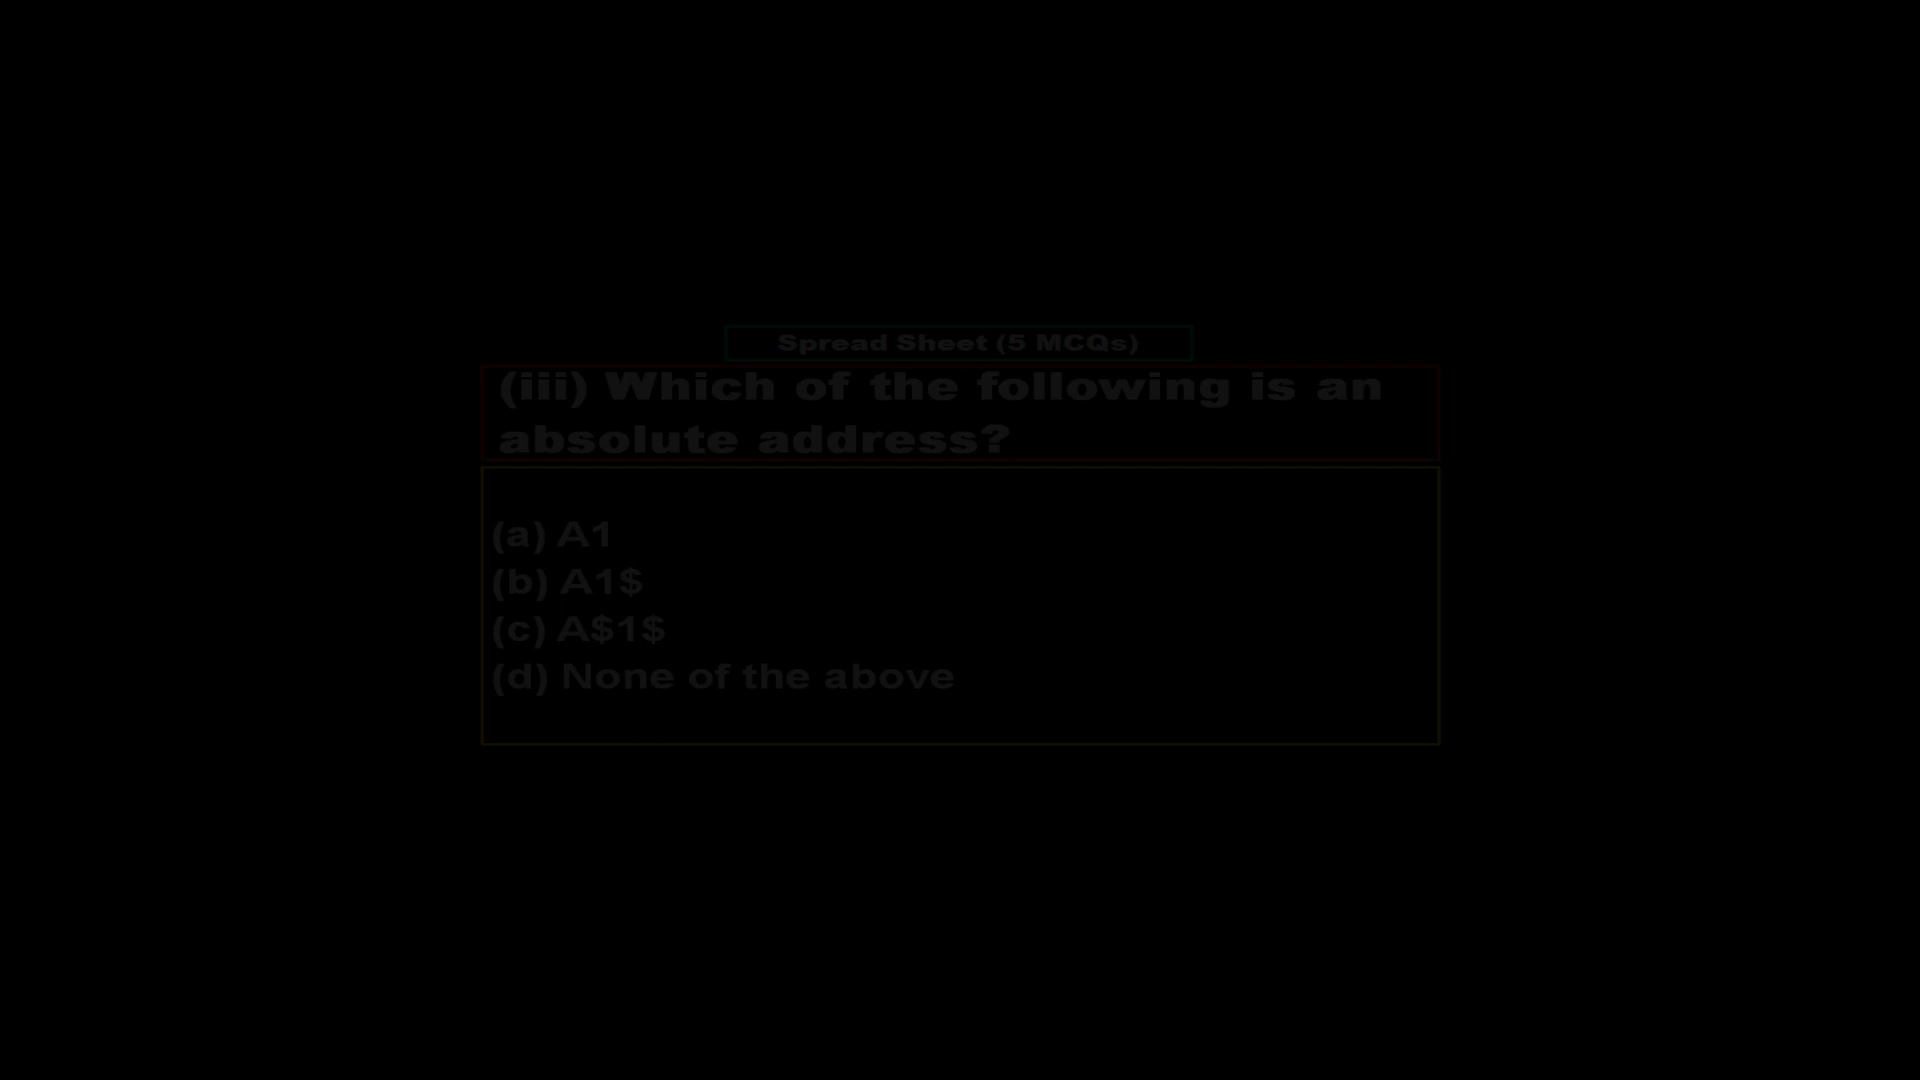 Spread Sheet (5 MCQs)
(iii) Which of the following is an
absolute address?
(a) A1
(b) A1$
(c) A$1$
(d) None of the above